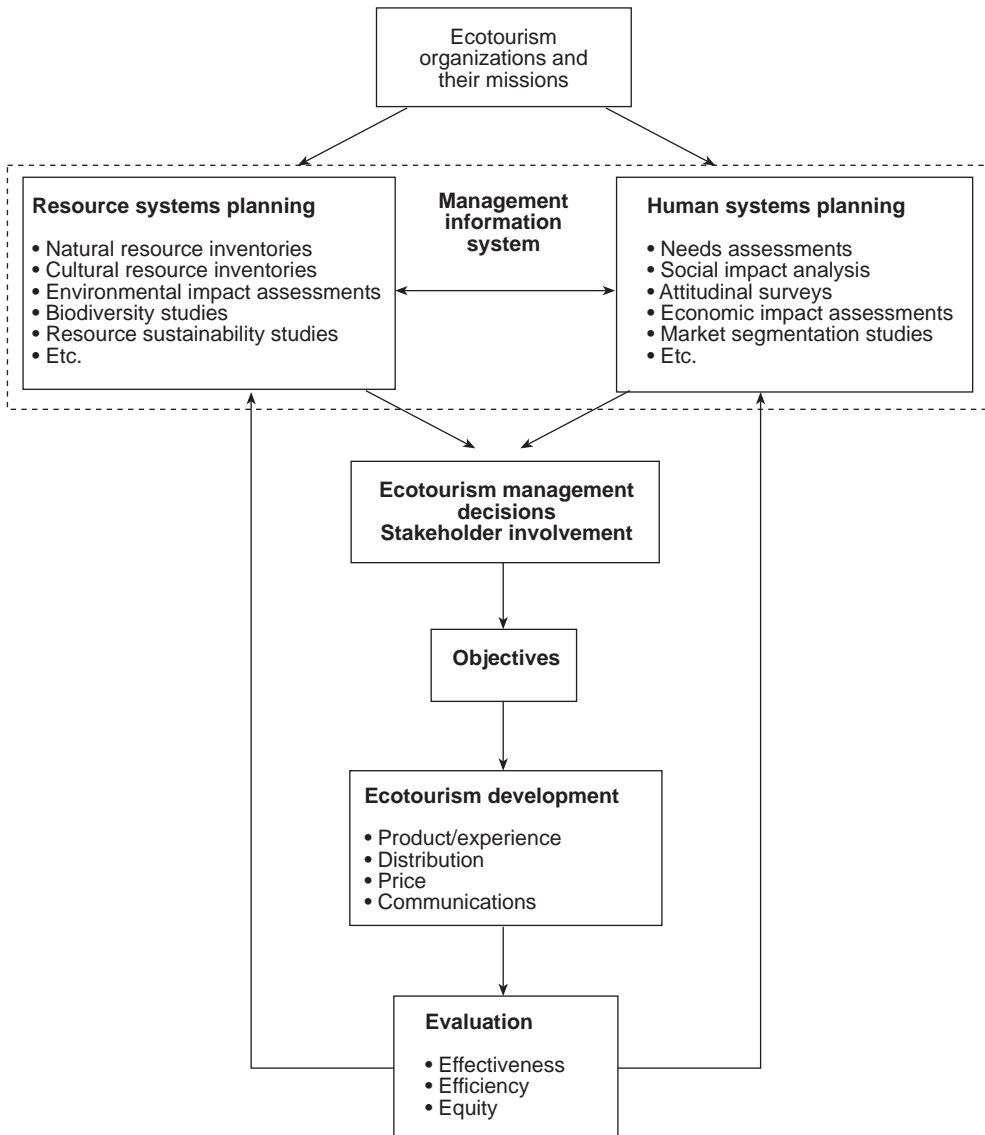 Ecotourism
organizations and
their missions
Resource systems planning
• Natural resource inventories
• Cultural resource inventories
• Environmental impact assessments
• Biodiversity studies
• Resource sustainability studies
• Etc.
Management
information
system
Human systems planning
• Needs assessments
• Social impact analysis
• Attitudinal surveys
• Economic impact assessments
• Market segmentation studies
• Etc.
Ecotourism management
decisions
Stakeholder involvement
Objectives
Ecotourism development
• Product/experience
• Distribution
• Price
• Communications
Evaluation
• Effectiveness
• Efficiency
• Equity